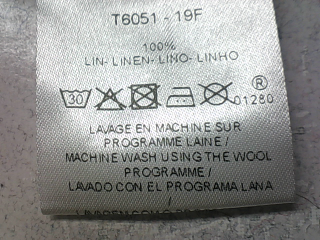 T6051 - 19F
100%
LIN- LINEN- LINO- LINHO
30
®
01280
LAVAGE EN MACHINE SUR
PROGRAMME LAINE /
MACHINE WASH USING THE WOOL
PROGRAMME /
LAVADO CON EL PROGRAMA LANA
/